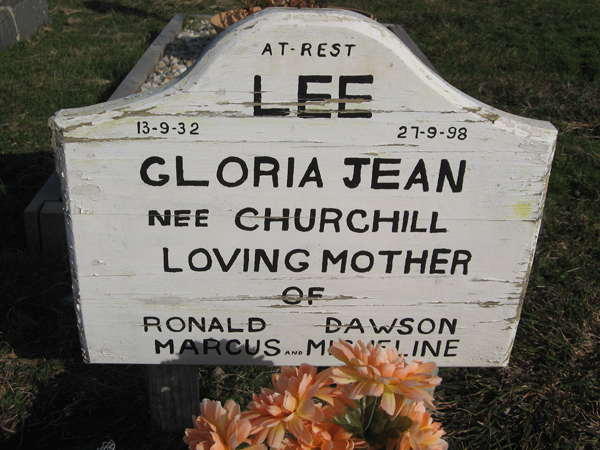 AT-REST
LEE
13-9-32 27-9-98
GLORIA JEAN
NEE CHURCHILL
LOVING MOTHER
OF
RONALD DAWSON
MARCUS AND